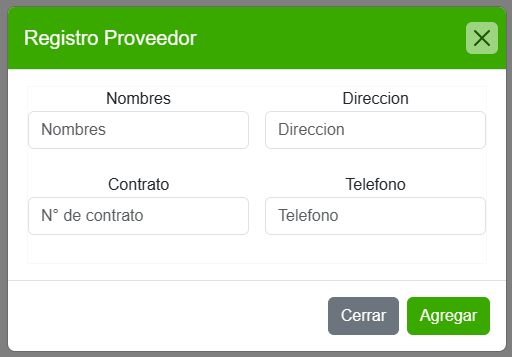 Registro Proveedor
Nombres Direccion
Nombres Direccion
Contrato Telefono
N° de contrato Telefono
Cerrar Agregar